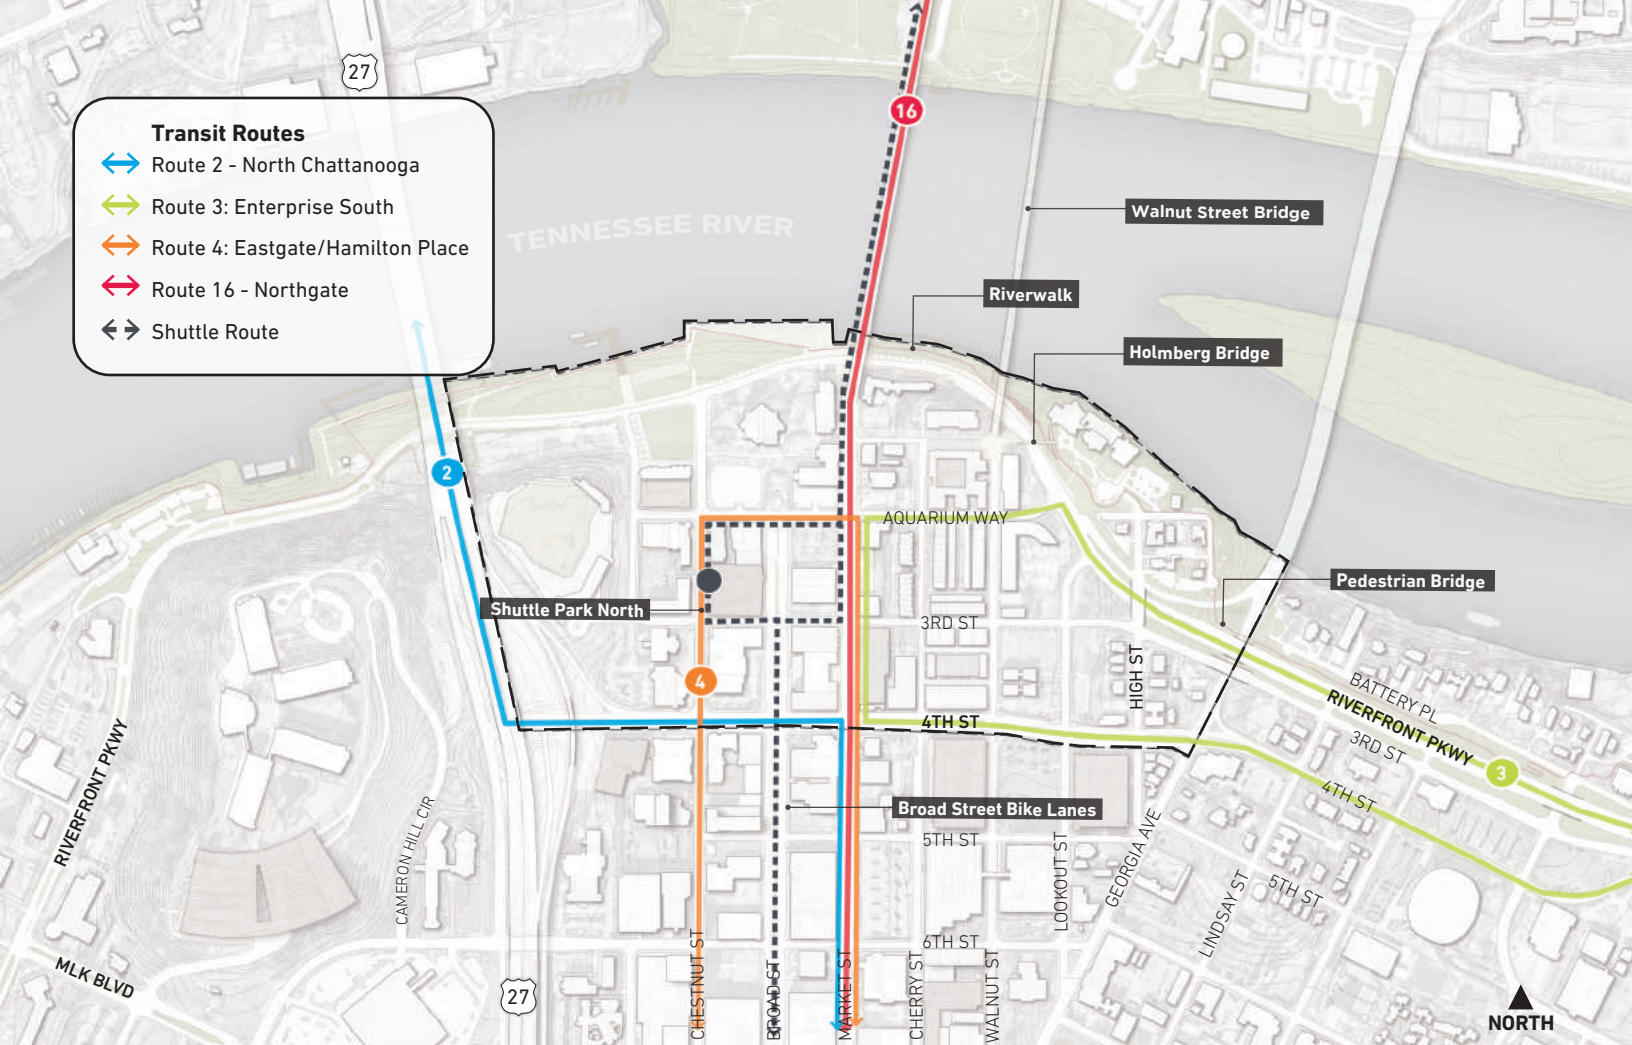 27
Transit Routes
Route 2 - North Chattanooga
Route 3: Enterprise South
Route 4: Eastgate/Hamilton Place
Route 16 - Northgate
Shuttle Route
16
TENNESSEE RIVER
Walnut Street Bridge
Riverwalk
Holmberg Bridge
2
AQUARIUM WAY
Pedestrian Bridge
Shuttle Park North
3RD ST
4
HIGH ST
BATTERY PL
RIVERFRONT PKWY
3RD ST
4TH ST
3
4TH ST
RIVERFRONT PKWY
CAMERON HILL CIR
Broad Street Bike Lanes
5TH ST
LOOKOUT ST
GEORGIA AVE
LINDSAY ST
5TH ST
6TH ST
MLK BLVD
27
CHESTNUT ST
BROAD ST
MARKET ST
CHERRY ST
WALNUT ST
NORTH